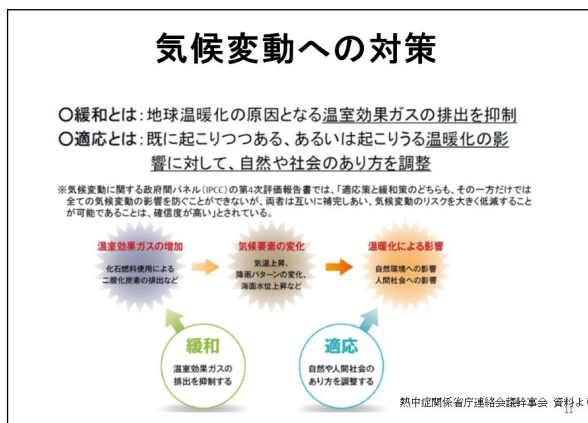 気候変動への対策
○緩和とは：地球温暖化の原因となる温室効果ガスの排出を抑制
○適応とは：既に起こりつつある、あるいは起こりうる温暖化の影
響に対して、自然や社会のあり方を調整
※気候変動に関する政府間パネル(IPCC)の第4次評価報告書では、「適応策と緩和策のどちらも、その一方だけでは
全ての気候変動の影響を防ぐことができないが、両者は互いに補完しあい、気候変動のリスクを大きく低減すること
が可能であることは、確信度が高い」とされている。
温室効果ガスの増加
化石燃料使用による
二酸化炭素の排出など
気候要素の変化
気温上昇、
降雨パターンの変化、
海面水位上昇など
温暖化による影響
自然環境への影響
人間社会への影響
緩和
温室効果ガスの
排出を抑制する
適応
自然や人間社会の
あり方を調整する
熱中症関係省庁連絡会議幹事会 資料よ
11